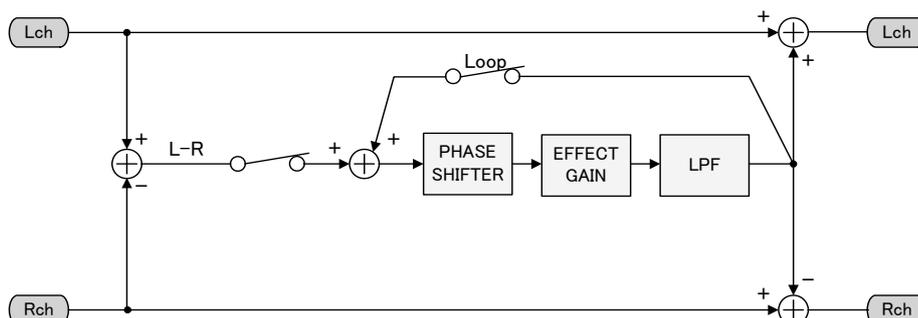 Lch
+
Lch
+
Loop
+
L-R
+
+
PHASE
SHIFTER
EFFECT
GAIN
LPF
−
−
Rch
+
Rch